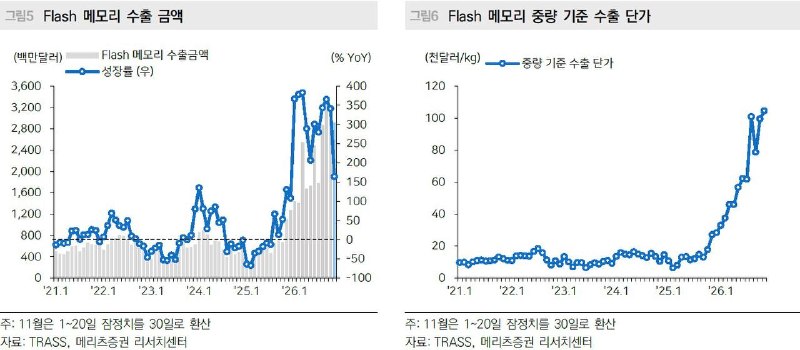 그림5 Flash 메모리 수출 금액
(백만달러)
(% YoY)
Flash 메모리 수출금액
성장률 (우)
3,600
3,200
2,800
2,400
2,000
1,600
1,200
800
400
400
350
300
250
200
150
100
50
0
-50
-100
'21.1 '22.1 '23.1 '24.1 '25.1 '26.1
주: 11월은 1~20일 잠정치를 30일로 환산
자료: TRASS, 메리츠증권 리서치센터
그림6 Flash 메모리 중량 기준 수출 단가
(천달러/kg)
중량 기준 수출 단가
120
100
80
60
40
20
0
'21.1 '22.1 '23.1 '24.1 '25.1 '26.1
주: 11월은 1~20일 잠정치를 30일로 환산
자료: TRASS, 메리츠증권 리서치센터